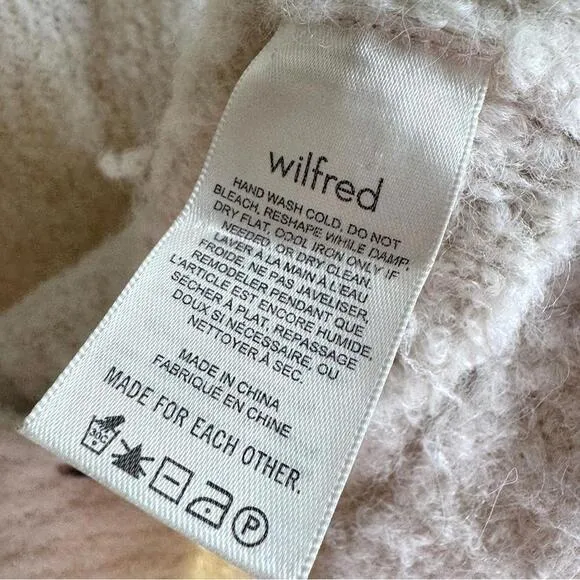 wilfred
HAND WASH COLD, DO NOT
BLEACH, RESHAPE WHILE DAMP,
DRY FLAT, COOL IRON ONLY IF
NEEDED, OR DRY CLEAN.
LAVER À LA MAIN À L'EAU
FROIDE, NE PAS JAVELISER,
REMODELER PENDANT QUE
L'ARTICLE EST ENCORE HUMIDE,
SÉCHER À PLAT, REPASSAGE
DOUX SI NÉCESSAIRE, OU
NETTOYER À SEC.
MADE IN CHINA
FABRIQUÉ EN CHINE
MADE FOR EACH OTHER.
30C P